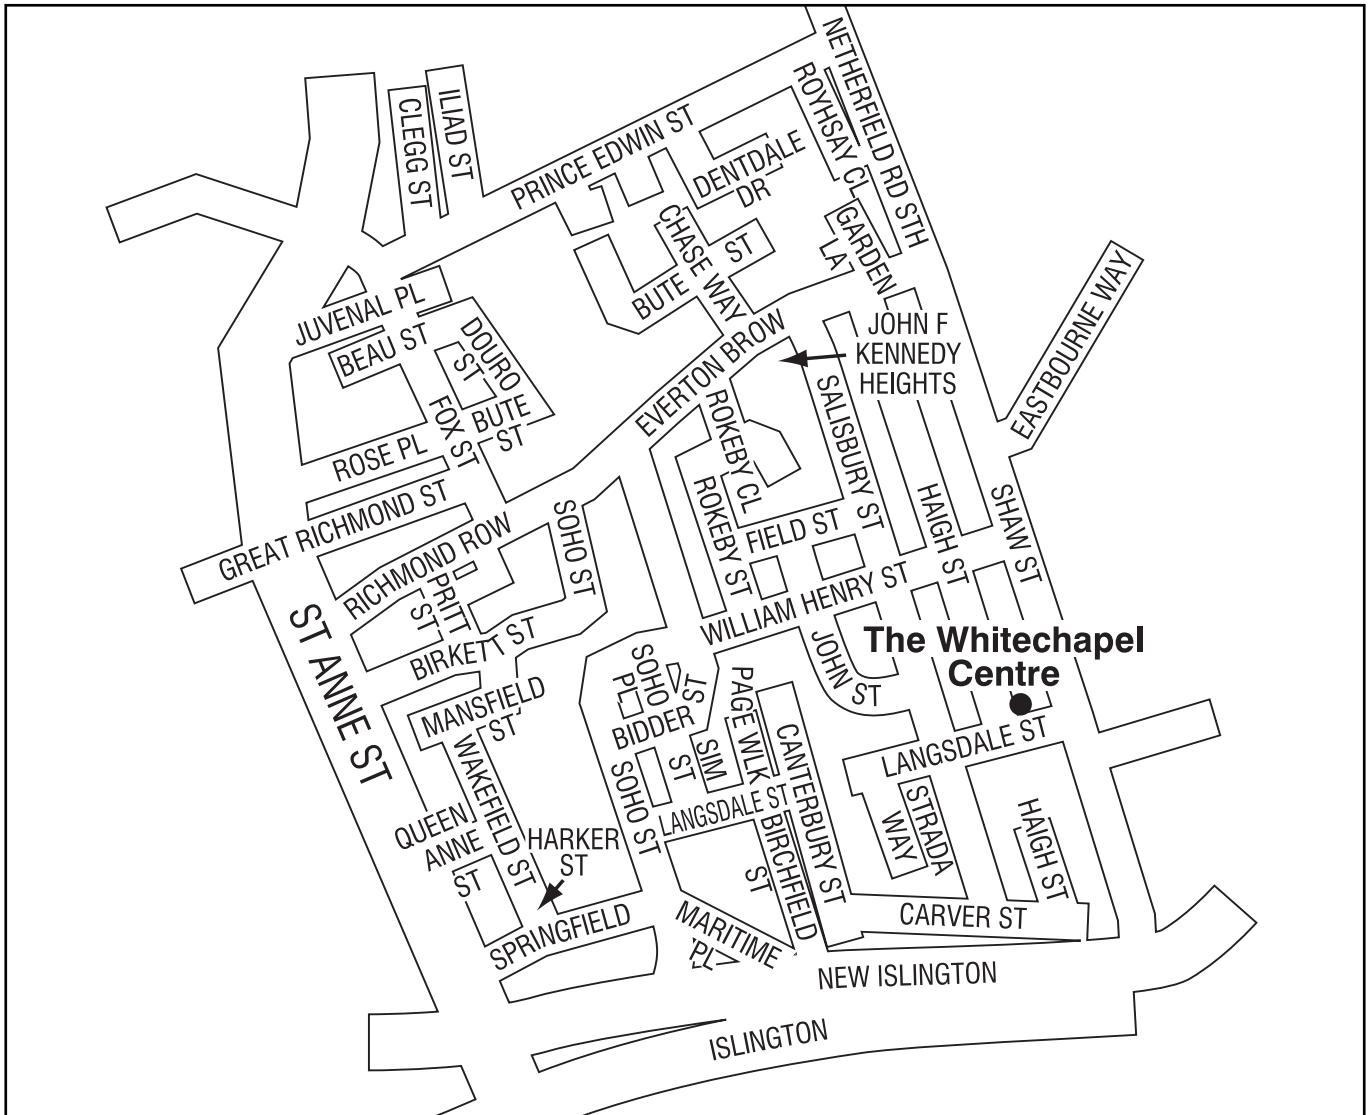 NETHERFIELD RD STH
ROYHSAY CL
ILIAD ST
CLEGG ST
PRINCE EDWIN ST
DENTDALE
DR
GARDEN
LA
CHASE WAY
BUTE ST
EASTBOURNE WAY
JUVENAL PL
BEAU ST
DOURO
ST
JOHN F
KENNEDY
HEIGHTS
EVERTON BROW
BUTE
ST
FOX ST
ROSE PL
ROKEBY CL
SALISBURY ST
GREAT RICHMOND ST
RICHMOND ROW
SOHO ST
ROKEBY ST
FIELD ST
HAIGH ST
SHAW ST
PRITT
ST
WILLIAM HENRY ST
ST ANNE ST
BIRKETT ST
JOHN ST
The Whitechapel
Centre
SOHO
PL
MANSFIELD
ST
BIDDER ST
PAGE WLK
SIM
ST
CANTERBURY ST
LANGSDALE ST
WAKEFIELD ST
SOHO ST
LANGSDALE ST
STRADA
WAY
HAIGH ST
QUEEN
ANNE
ST
HARKER
ST
BIRCHFIELD
ST
SPRINGFIELD
MARITIME
PL
CARVER ST
NEW ISLINGTON
ISLINGTON